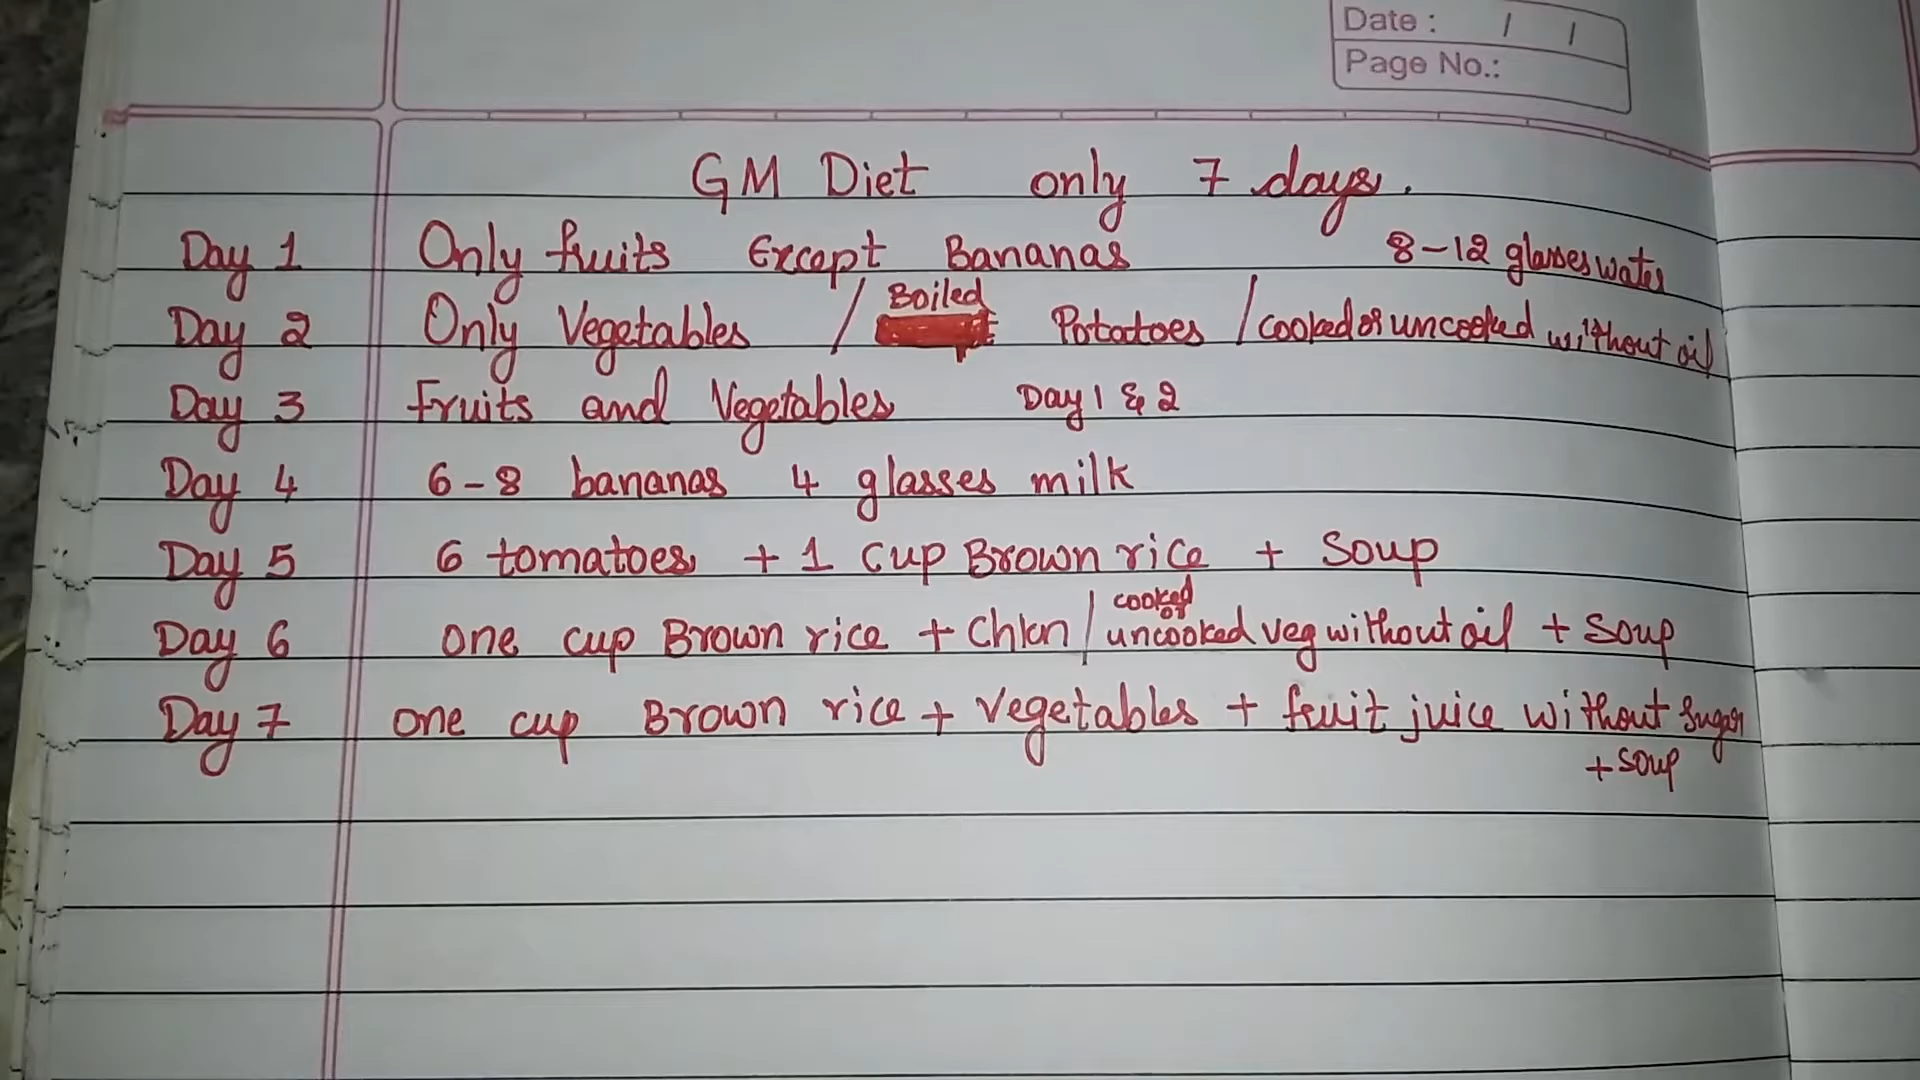 Date : / /
Page No.:
GM Diet only 7 days.
Day 1 Only fruits Except Bananas 8-12 glasses water
Day 2 Only Vegetables / Boiled Potatoes / cooked or uncooked without oil
Day 3 Fruits and Vegetables Day 1 & 2
Day 4 6-8 bananas 4 glasses milk
Day 5 6 tomatoes + 1 cup Brown rice + Soup
Day 6 one cup Brown rice + Chkn / cooked or uncooked veg without oil + Soup
Day 7 one cup Brown rice + Vegetables + fruit juice without Sugar
+ Soup